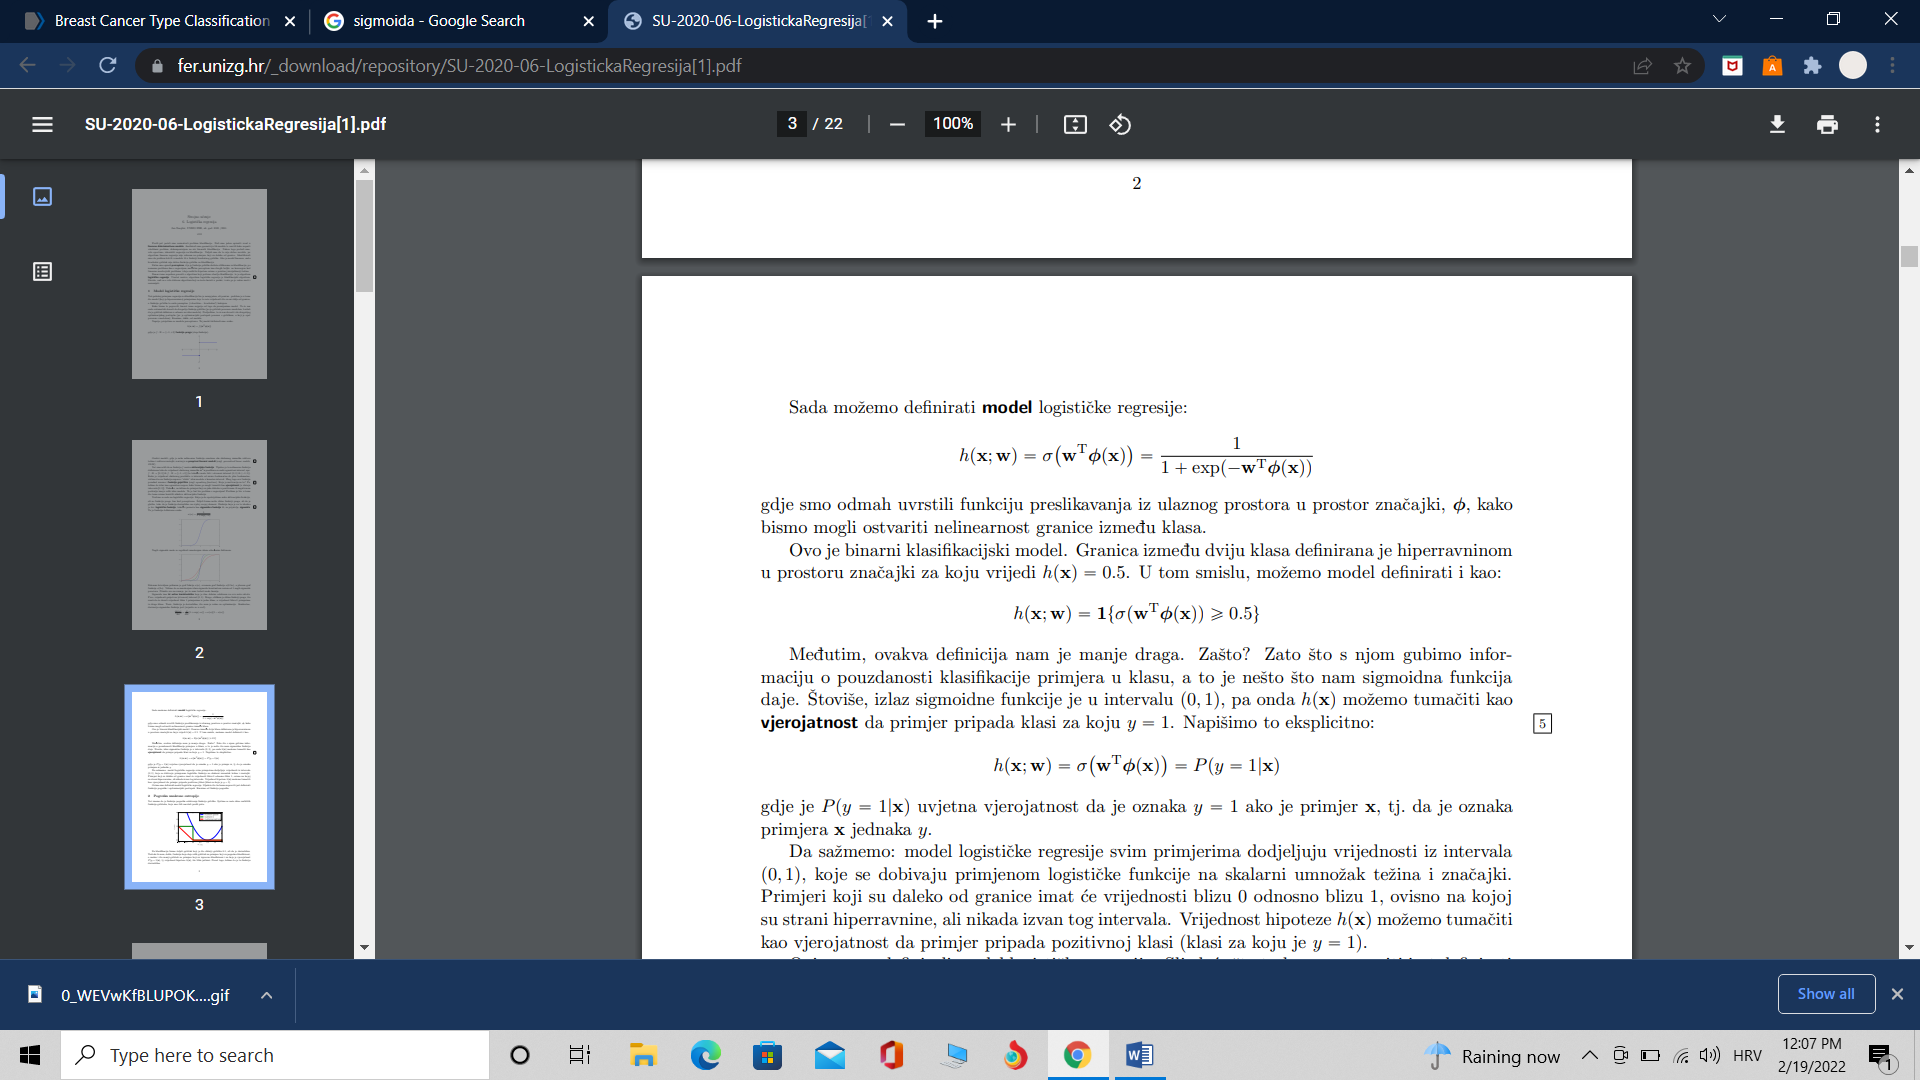 Breast Cancer Type Classification
sigmoida - Google Search
SU-2020-06-LogistickaRegresija[1
fer.unizg.hr/_download/repository/SU-2020-06-LogistickaRegresija[1].pdf
SU-2020-06-LogistickaRegresija[1].pdf
3 / 22
100%
1
2
3
2
Sada možemo definirati model logističke regresije:
h(x; w) = σ(wᵀϕ(x)) = 1 / (1 + exp(−wᵀϕ(x)))
gdje smo odmah uvrstili funkciju preslikavanja iz ulaznog prostora u prostor značajki, ϕ, kako
bismo mogli ostvariti nelinearnost granice između klasa.
Ovo je binarni klasifikacijski model. Granica između dviju klasa definirana je hiperravninom
u prostoru značajki za koju vrijedi h(x) = 0.5. U tom smislu, možemo model definirati i kao:
h(x; w) = 1{σ(wᵀϕ(x)) ⩾ 0.5}
Međutim, ovakva definicija nam je manje draga. Zašto? Zato što s njom gubimo infor-
maciju o pouzdanosti klasifikacije primjera u klasu, a to je nešto što nam sigmoidna funkcija
daje. Štoviše, izlaz sigmoidne funkcije je u intervalu (0, 1), pa onda h(x) možemo tumačiti kao
vjerojatnost da primjer pripada klasi za koju y = 1. Napišimo to eksplicitno:
5
h(x; w) = σ(wᵀϕ(x)) = P(y = 1|x)
gdje je P(y = 1|x) uvjetna vjerojatnost da je oznaka y = 1 ako je primjer x, tj. da je oznaka
primjera x jednaka y.
Da sažmemo: model logističke regresije svim primjerima dodjeljuju vrijednosti iz intervala
(0, 1), koje se dobivaju primjenom logističke funkcije na skalarni umnožak težina i značajki.
Primjeri koji su daleko od granice imat će vrijednosti blizu 0 odnosno blizu 1, ovisno na kojoj
su strani hiperravnine, ali nikada izvan tog intervala. Vrijednost hipoteze h(x) možemo tumačiti
kao vjerojatnost da primjer pripada pozitivnoj klasi (klasi za koju je y = 1).
0_WEVwKfBLUPOK....gif
Show all
Type here to search
Raining now
HRV
12:07 PM
2/19/2022
1